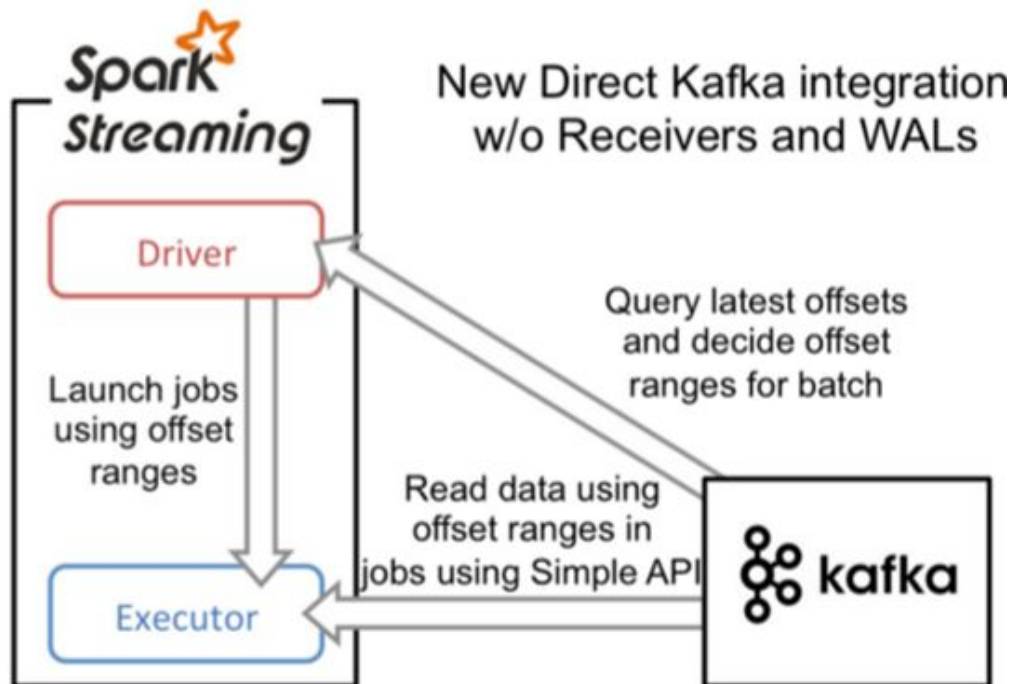 Spark
Streaming
New Direct Kafka integration
w/o Receivers and WALs
Driver
Query latest offsets
and decide offset
ranges for batch
Launch jobs
using offset
ranges
Read data using
offset ranges in
jobs using Simple API
kafka
Executor